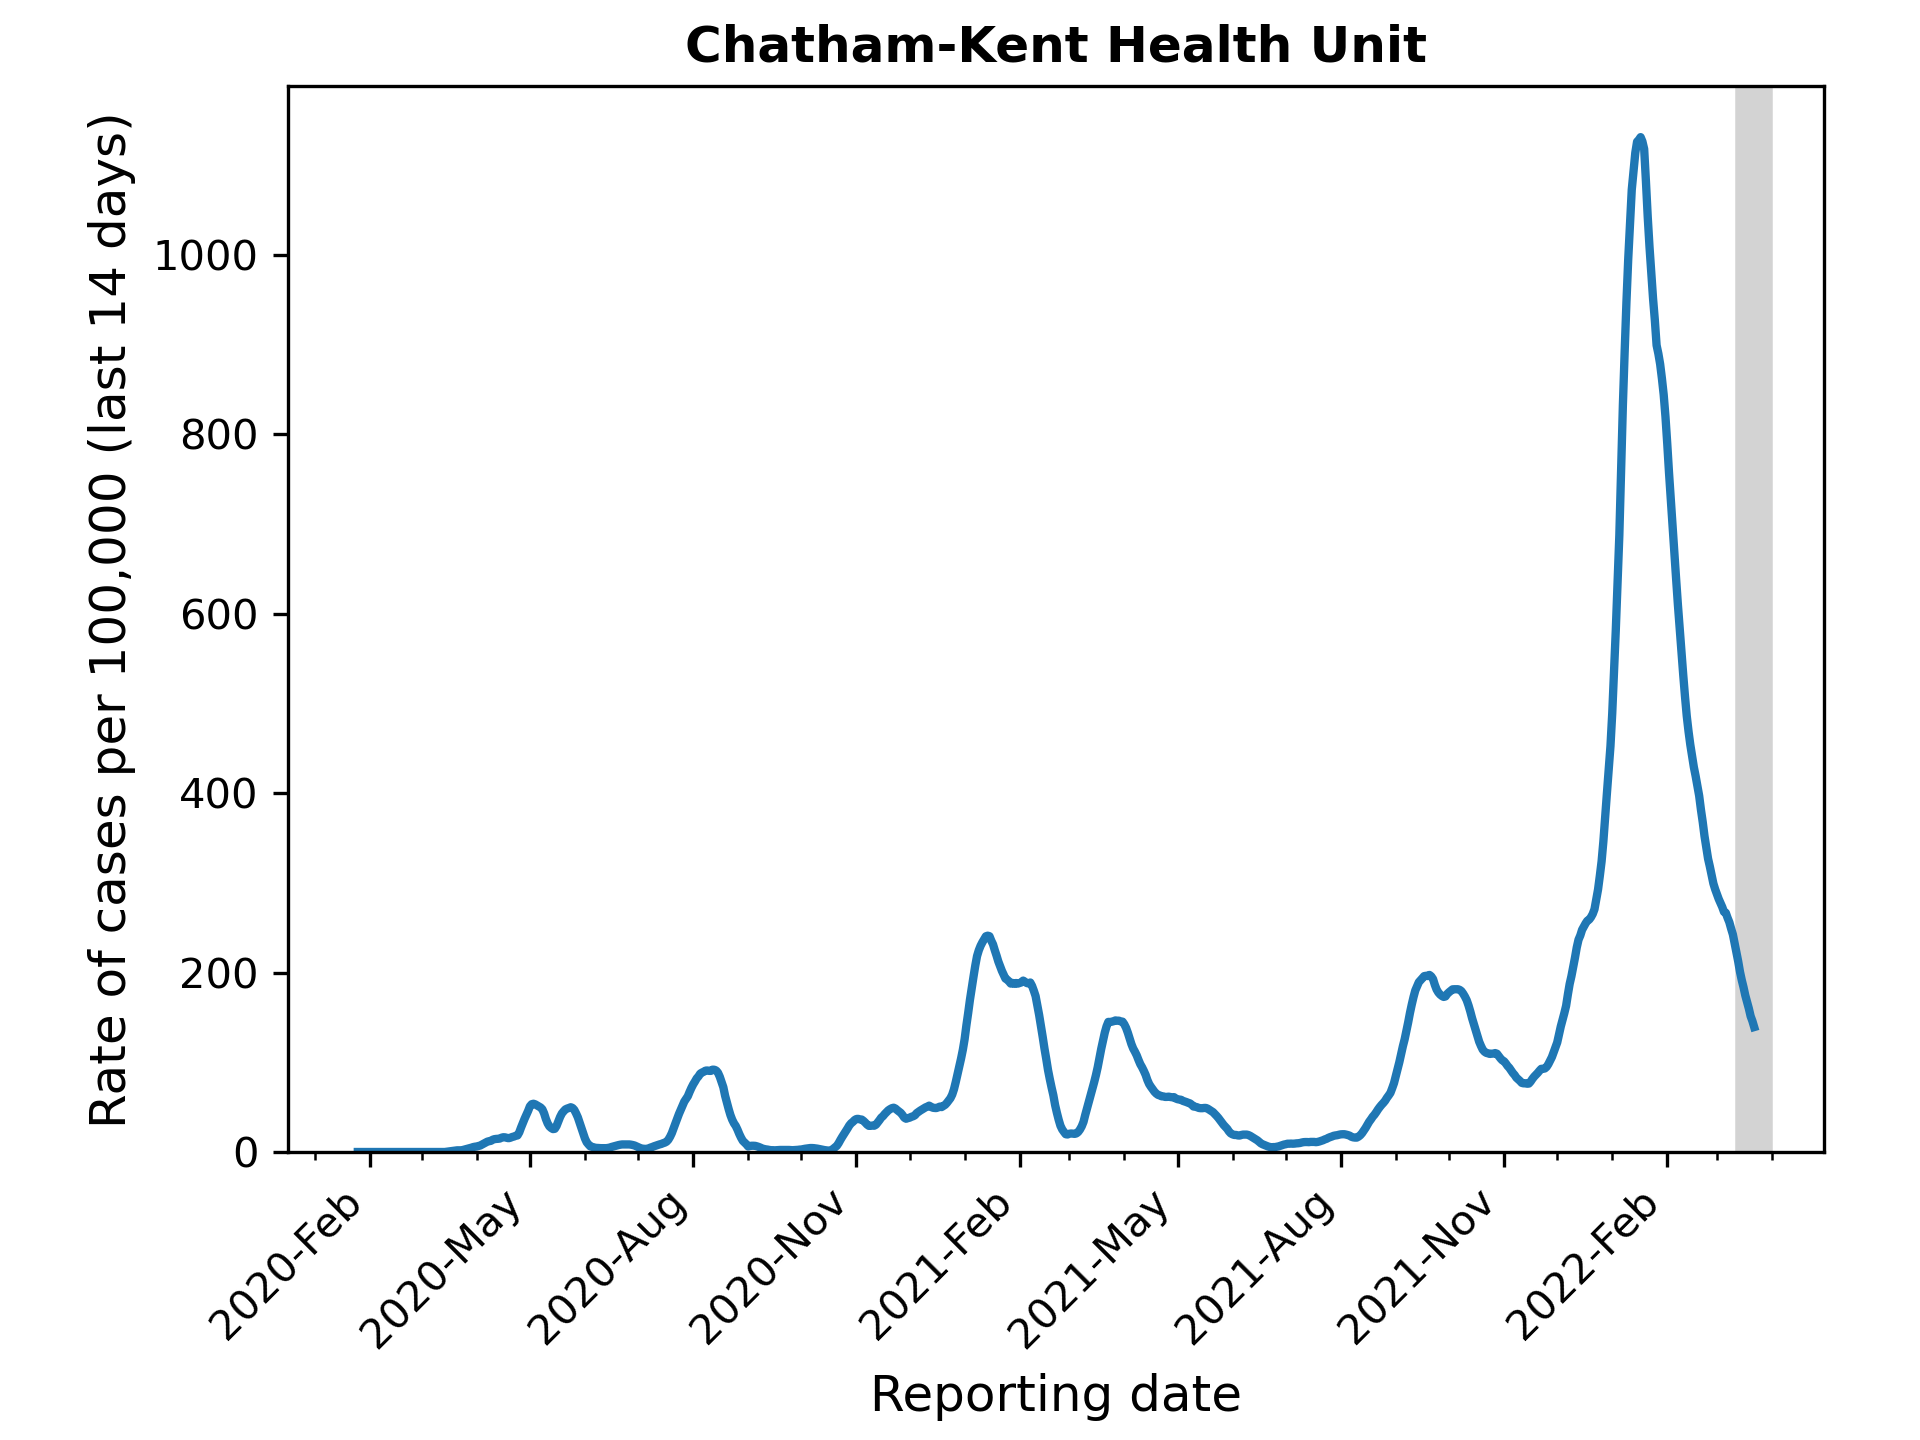 Chatham-Kent Health Unit
Rate of cases per 100,000 (last 14 days)
1000
800
600
400
200
0
2020-Feb
2020-May
2020-Aug
2020-Nov
2021-Feb
2021-May
2021-Aug
2021-Nov
2022-Feb
Reporting date